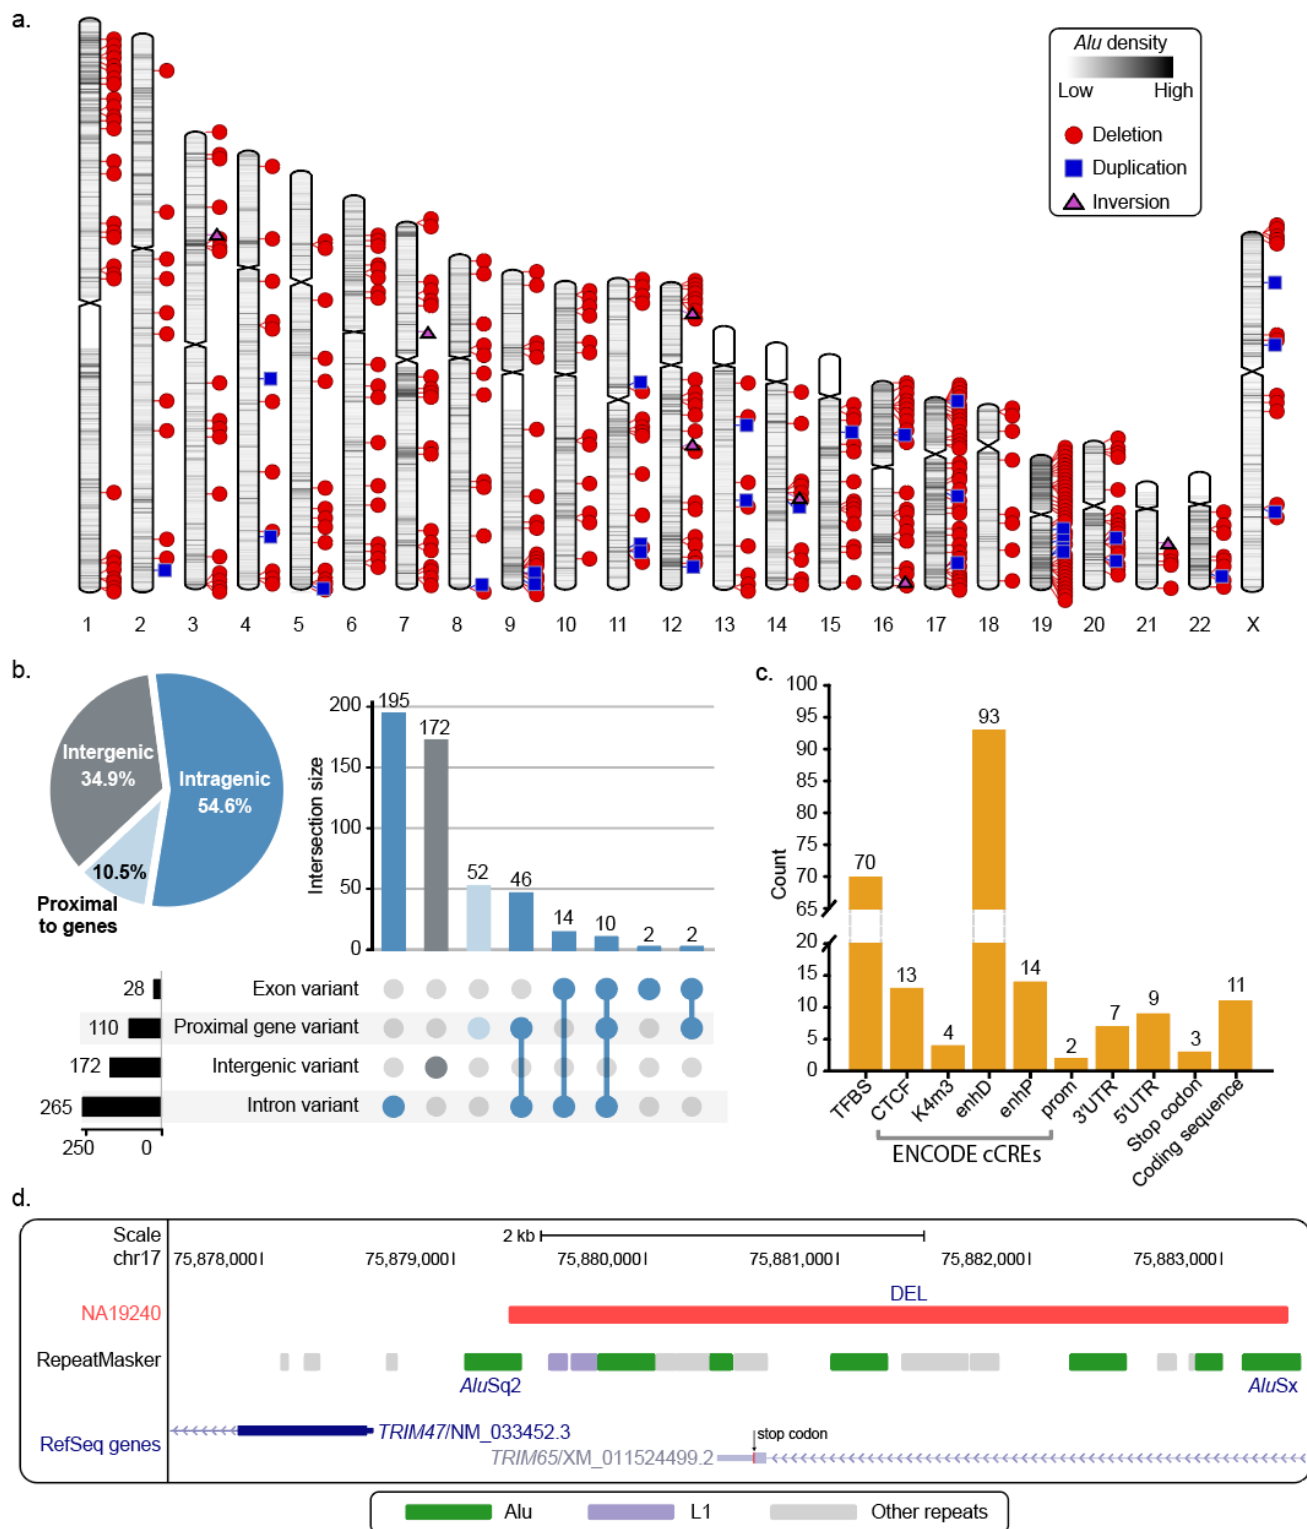 a.
Alu density
Low High
Deletion
Duplication
Inversion
1 2 3 4 5 6 7 8 9 10 11 12 13 14 15 16 17 18 19 20 21 22 X
b.
Intergenic
34.9%
Intragenic
54.6%
10.5%
Proximal
to genes
Intersection size
200
150
100
50
0
195
172
52
46
14
10
2
2
28 Exon variant
110 Proximal gene variant
172 Intergenic variant
265 Intron variant
250 0
c.
Count
100
95
90
85
80
75
70
65
20
15
10
5
0
70
13
4
93
14
2
7
9
3
11
TFBS
CTCF
K4m3
enhD
enhP
prom
3'UTR
5'UTR
Stop codon
Coding sequence
ENCODE cCREs
d.
Scale 2 kb
chr17 75,878,000| 75,879,000| 75,880,000| 75,881,000| 75,882,000| 75,883,000|
DEL
NA19240
RepeatMasker
AluSq2 AluSx
RefSeq genes
TRIM47/NM_033452.3
stop codon
TRIM65/XM_011524499.2
Alu L1 Other repeats